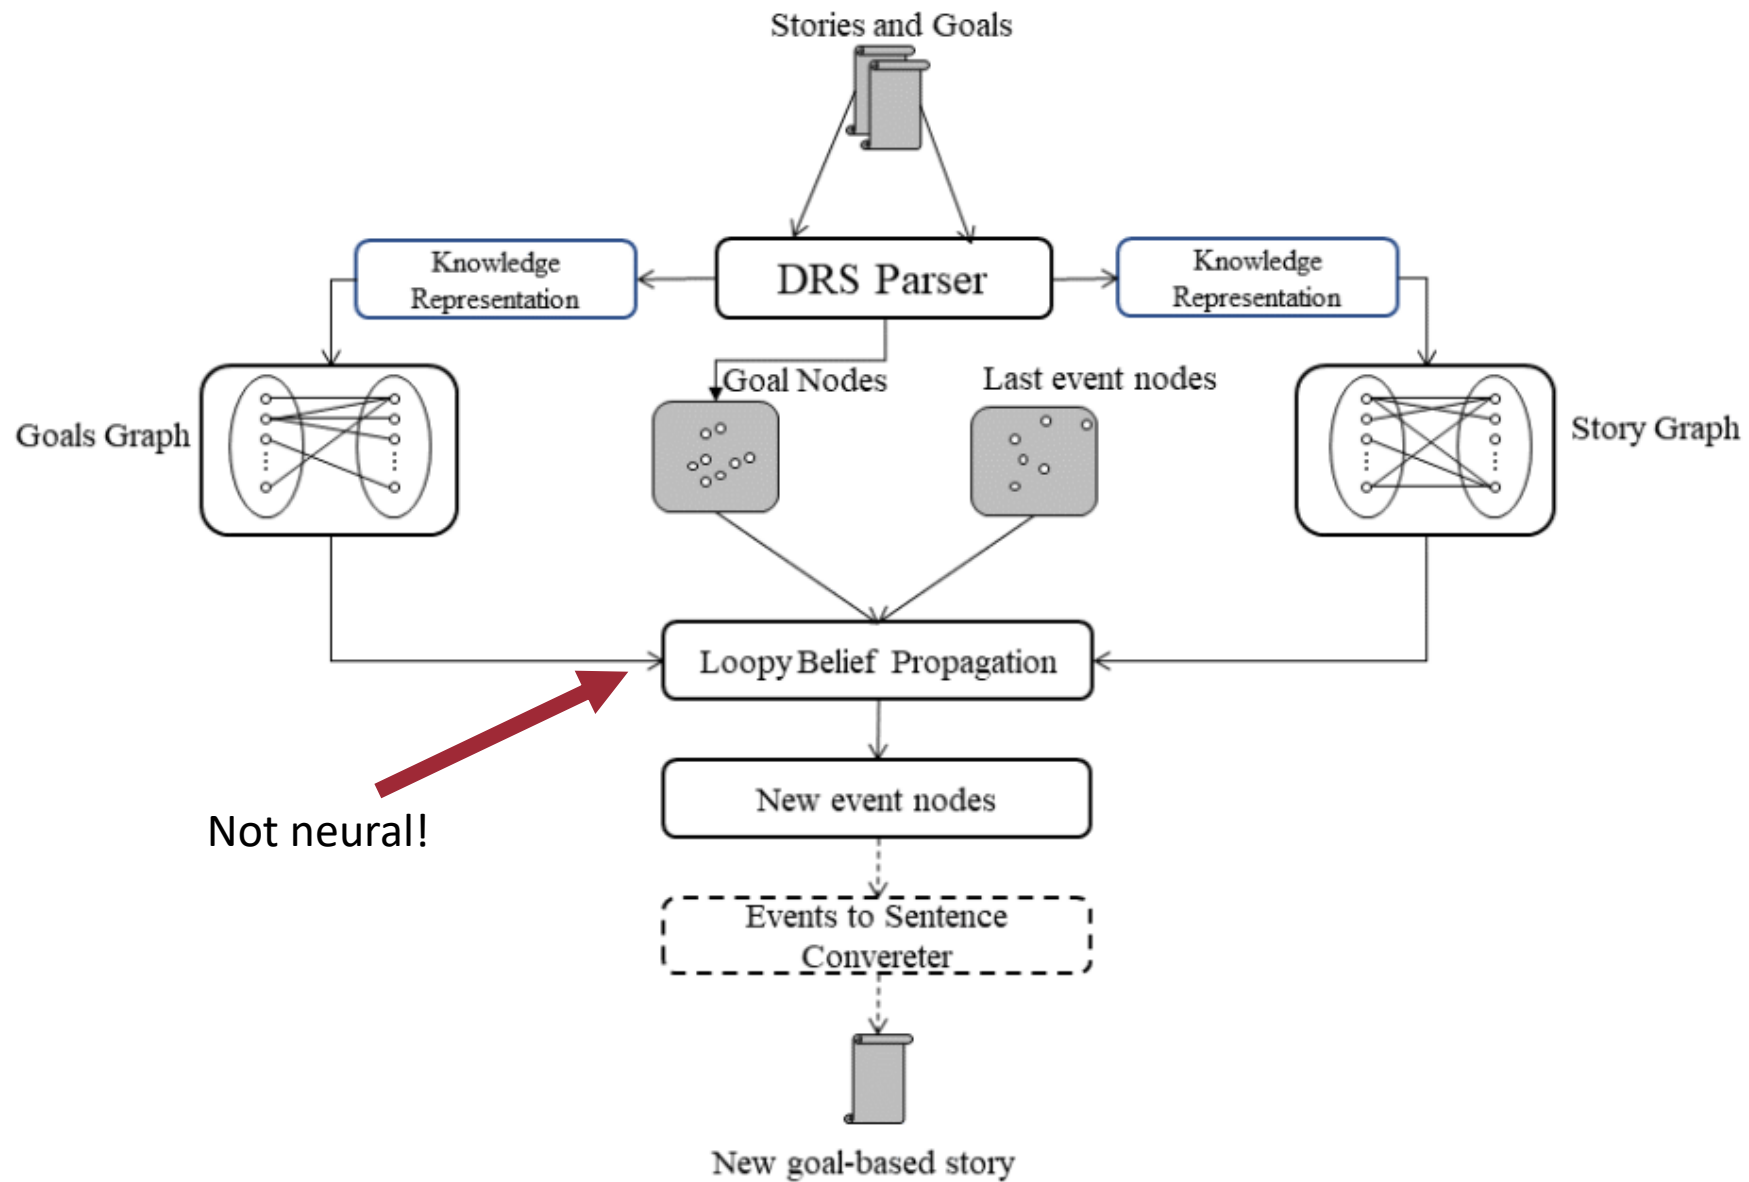 Stories and Goals
Knowledge
Representation
DRS Parser
Knowledge
Representation
Goal Nodes
Last event nodes
Goals Graph
Story Graph
Loopy Belief Propagation
Not neural!
New event nodes
Events to Sentence
Convereter
New goal-based story